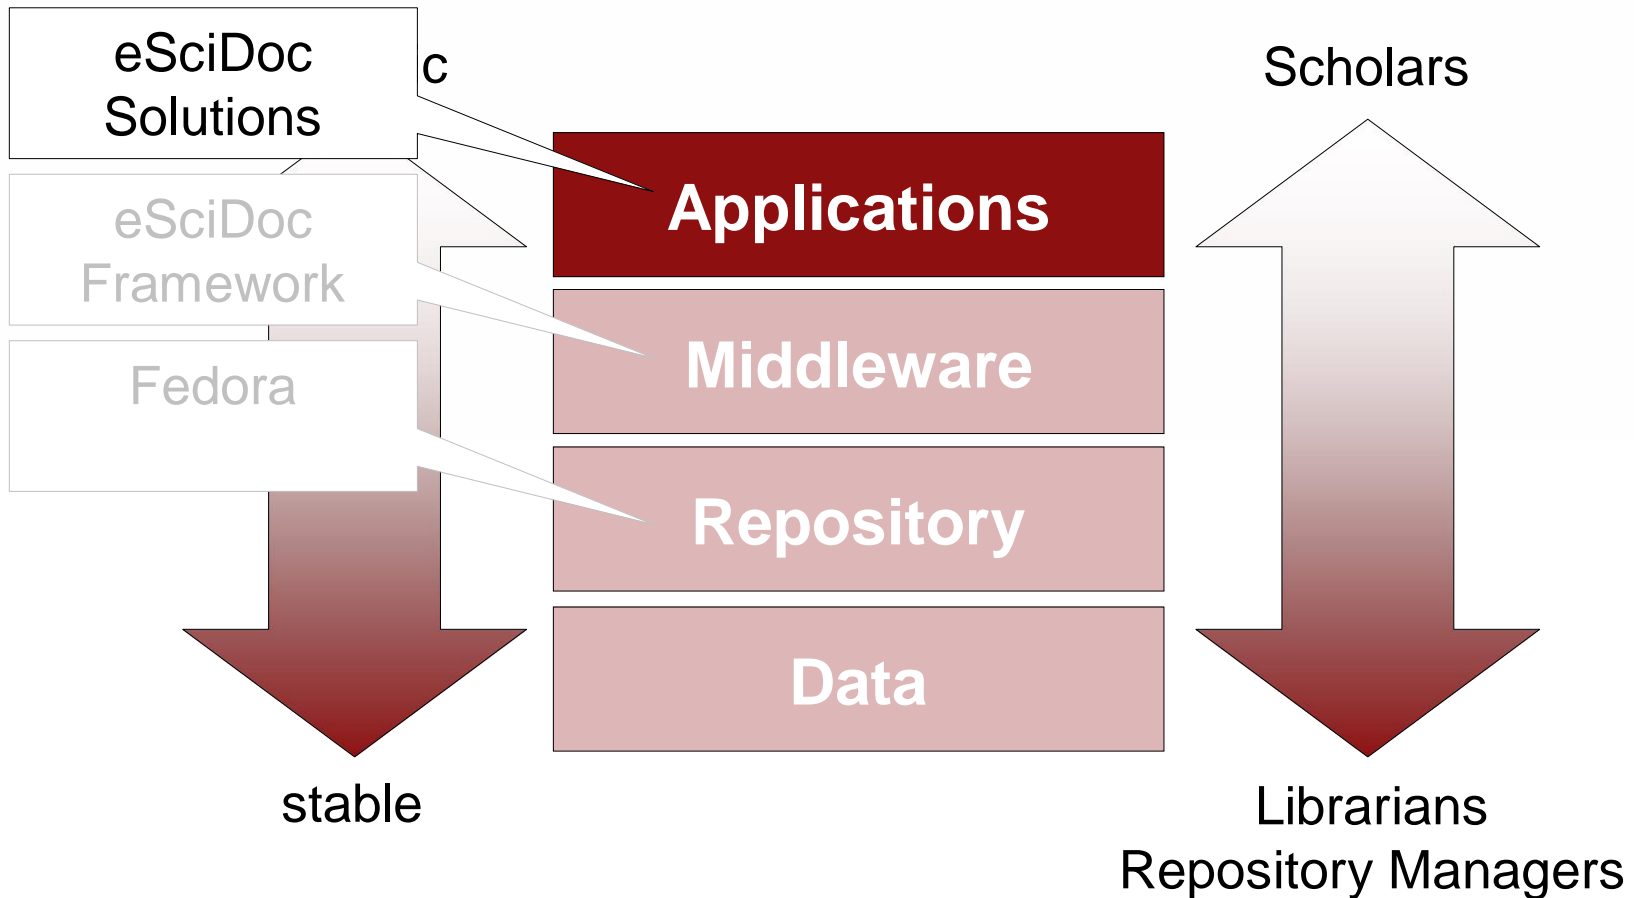 eSciDoc
Solutions
c
Scholars
Applications
eSciDoc
Framework
Middleware
Fedora
Repository
Data
stable
Librarians
Repository Managers